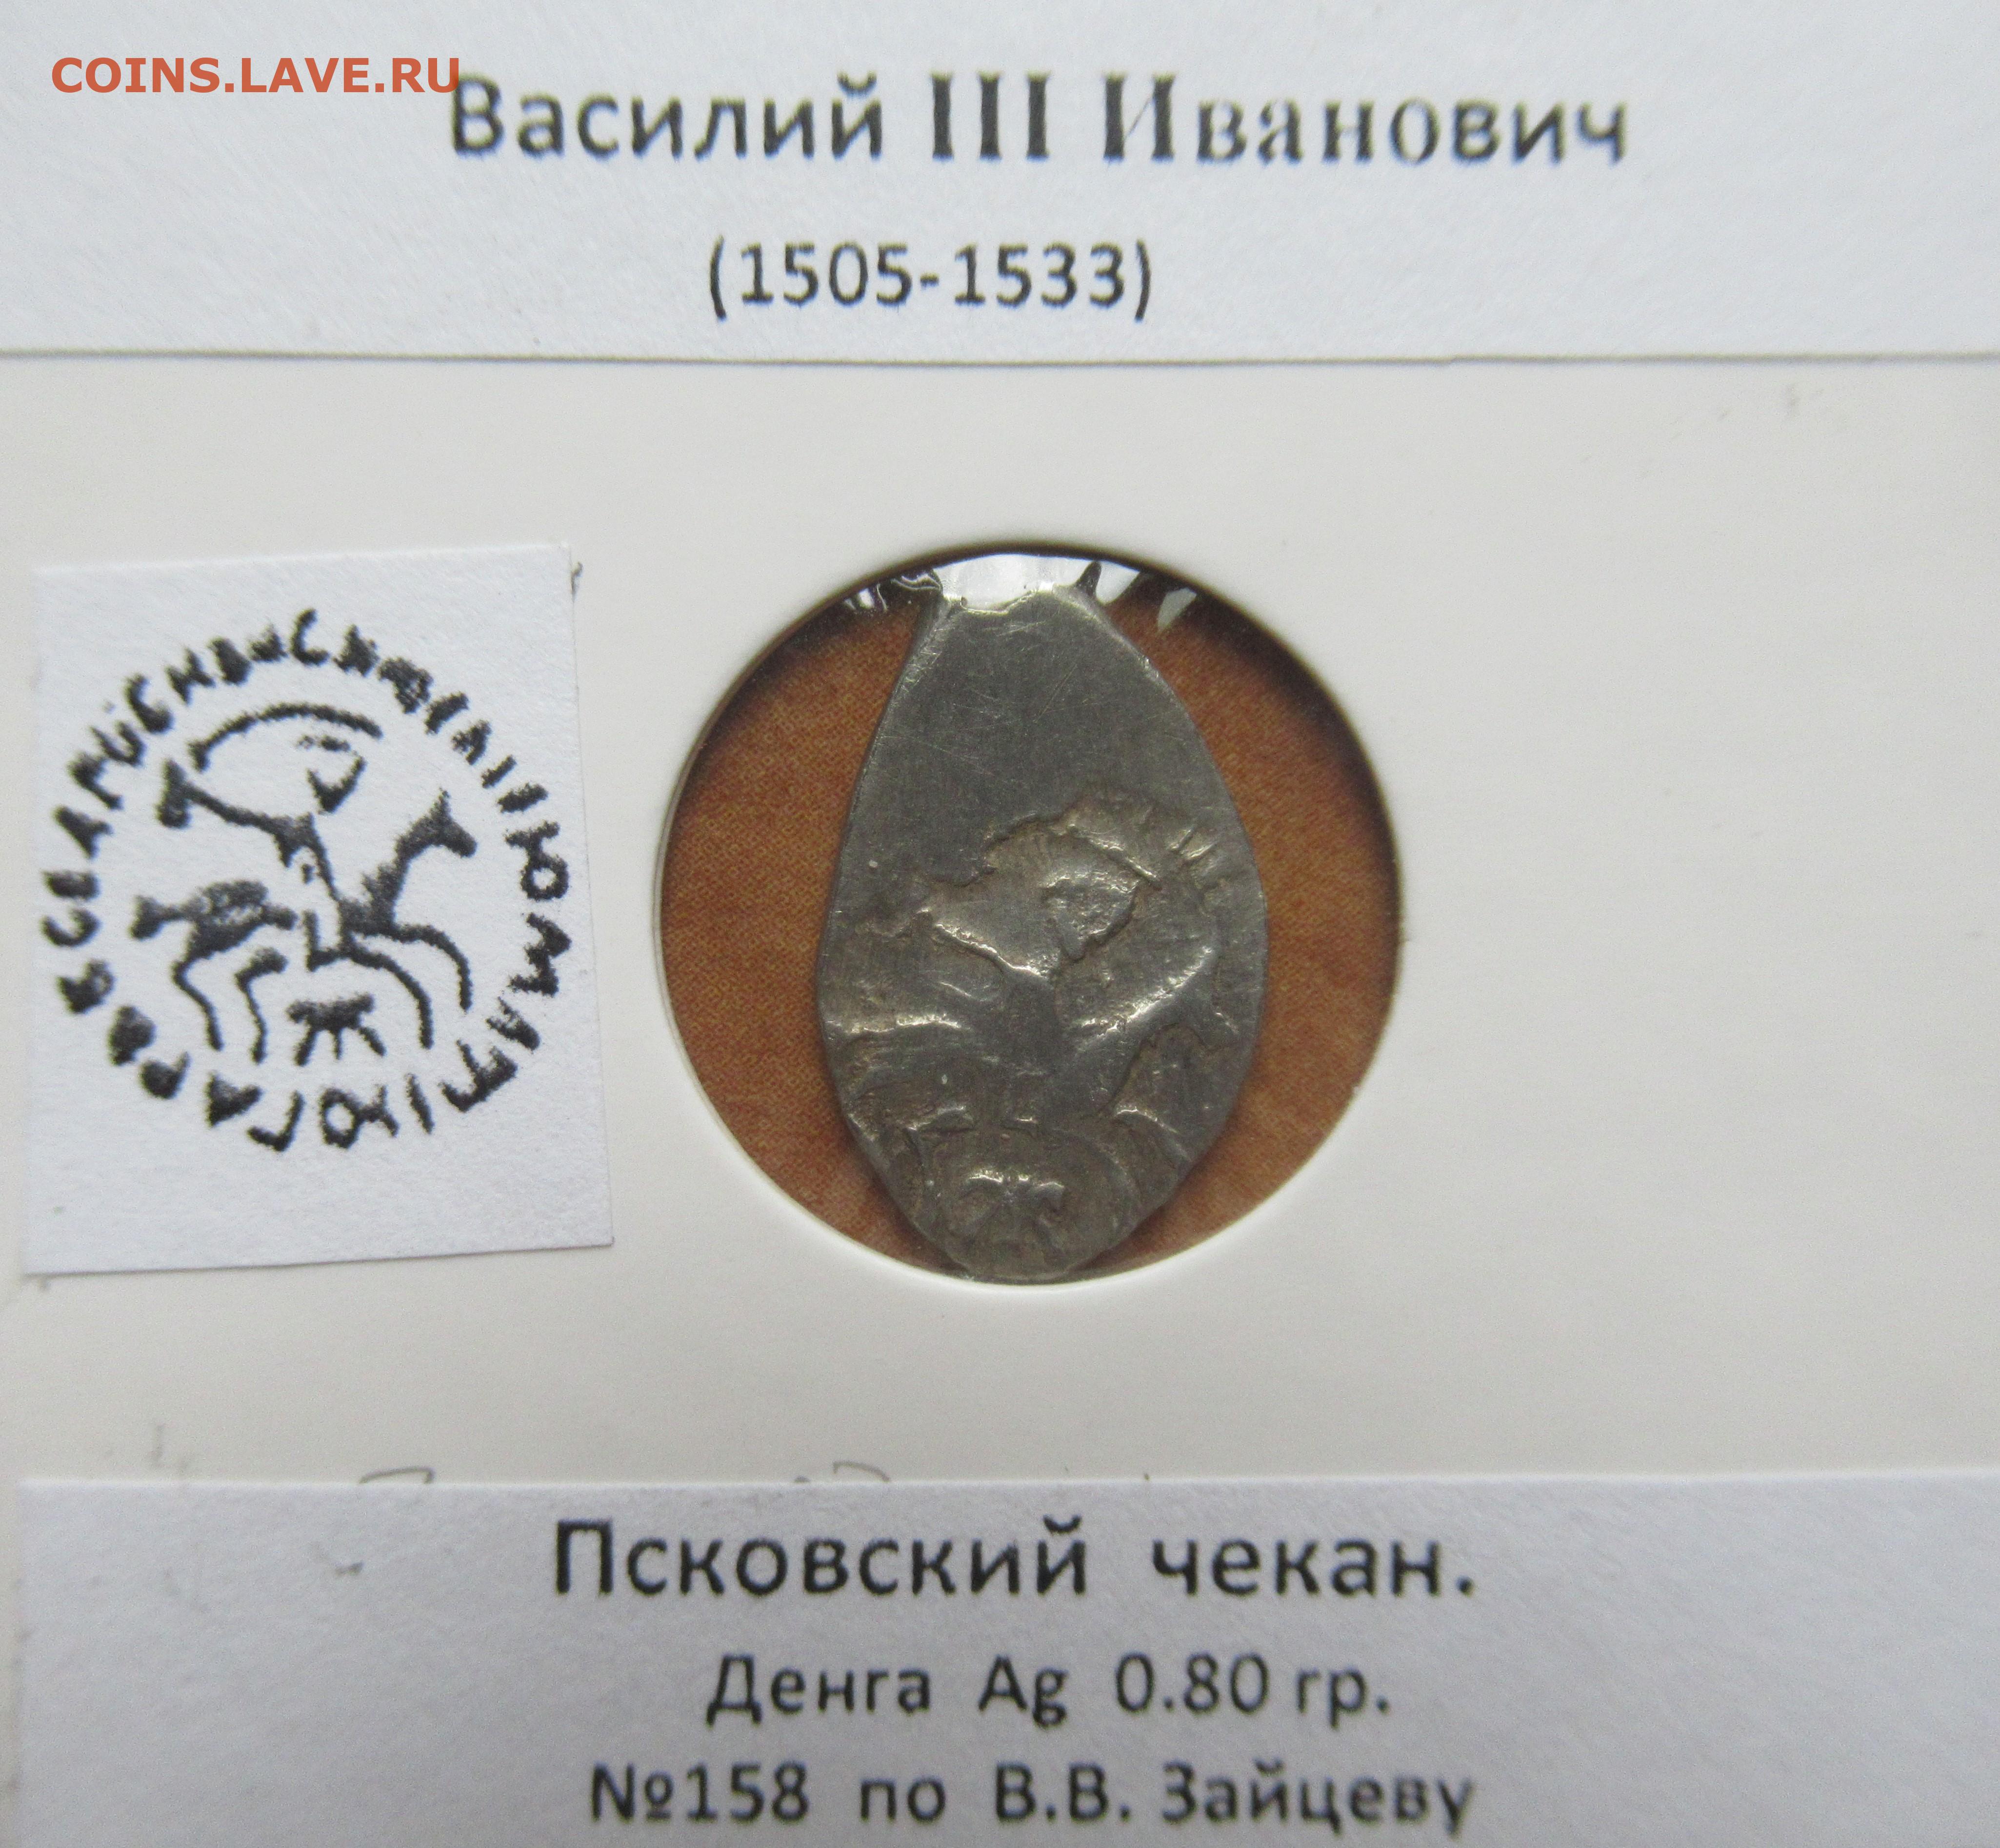 COINS.LAVE.RU
Василий III Иванович
(1505-1533)
Псковский чекан.
Денга Ag 0.80 гр.
№158 по В.В. Зайцеву